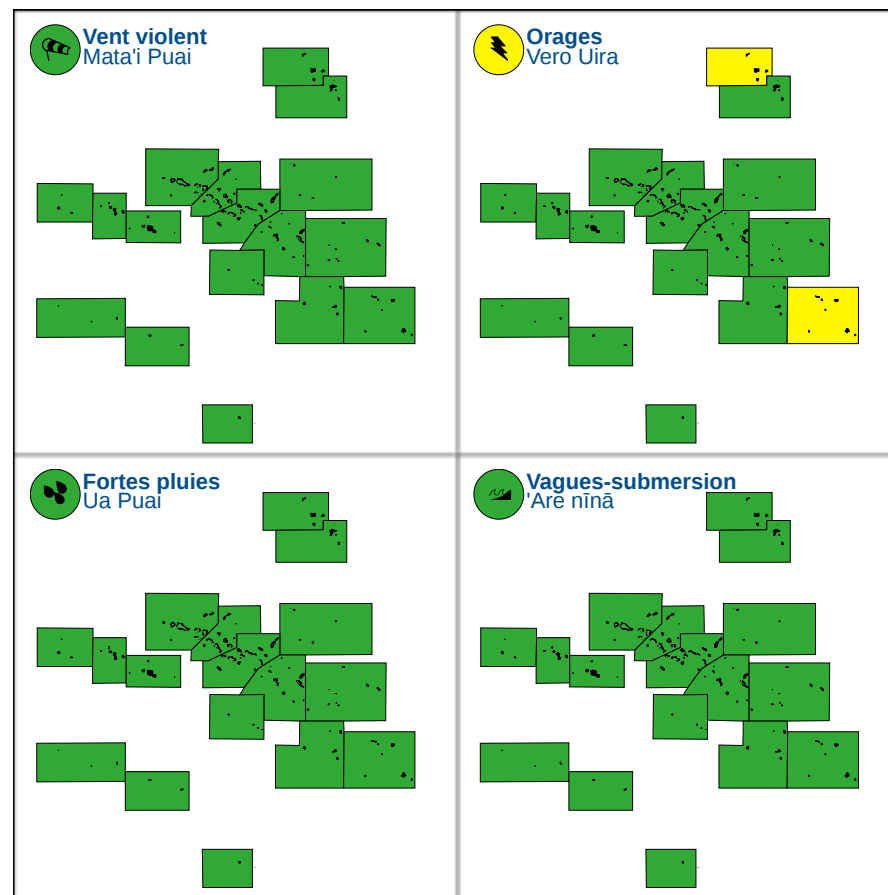 Vent violent
Mata'i Puai
Orages
Vero Uira
Fortes pluies
Ua Puai
Vagues-submersion
'Are nīnā